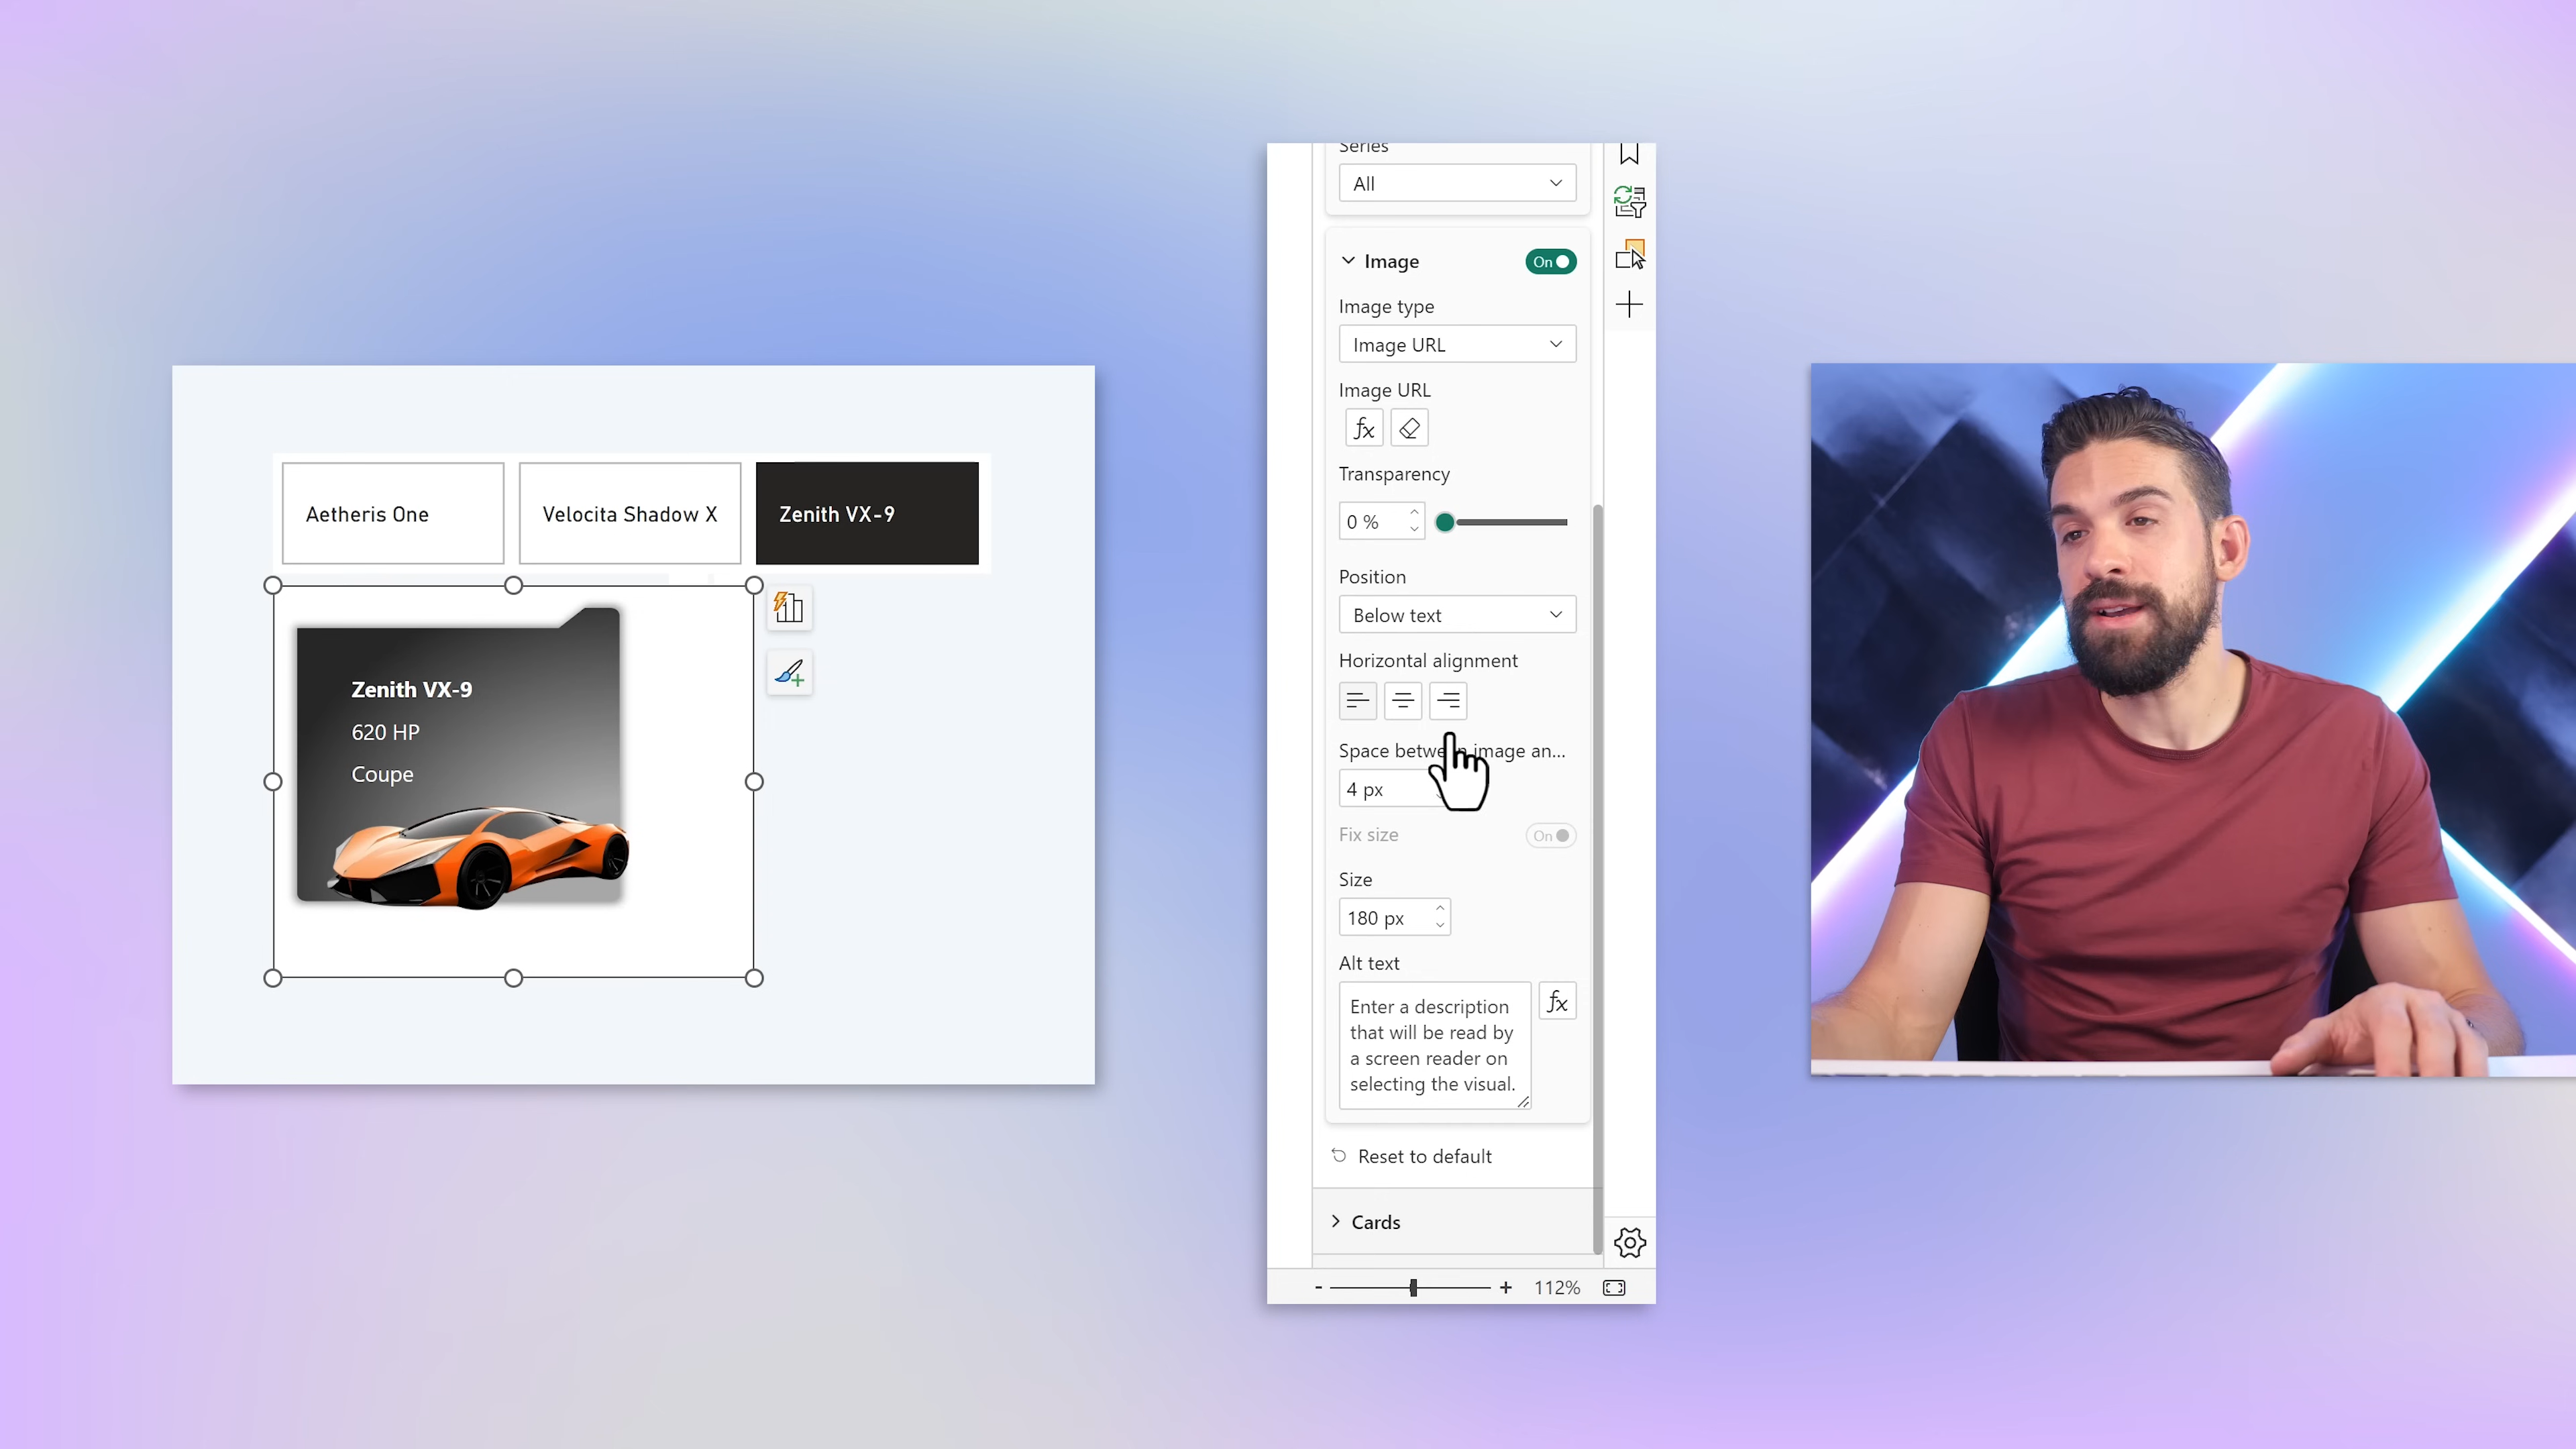 Aetheris One
Velocita Shadow X
Zenith VX-9
Zenith VX-9
620 HP
Coupe
Series
All
Image
On
Image type
Image URL
Image URL
fx
Transparency
0 %
Position
Below text
Horizontal alignment
Space between image an...
4 px
Fix size
On
Size
180 px
Alt text
Enter a description
that will be read by
a screen reader on
selecting the visual.
fx
Reset to default
Cards
- + 112%